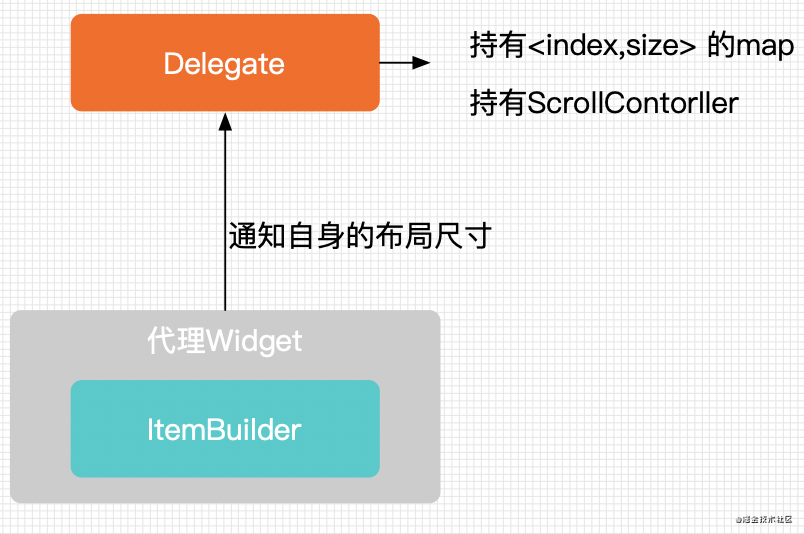 Delegate
持有<index,size> 的map
持有ScrollContorller
通知自身的布局尺寸
代理Widget
ItemBuilder
@掘金技术社区